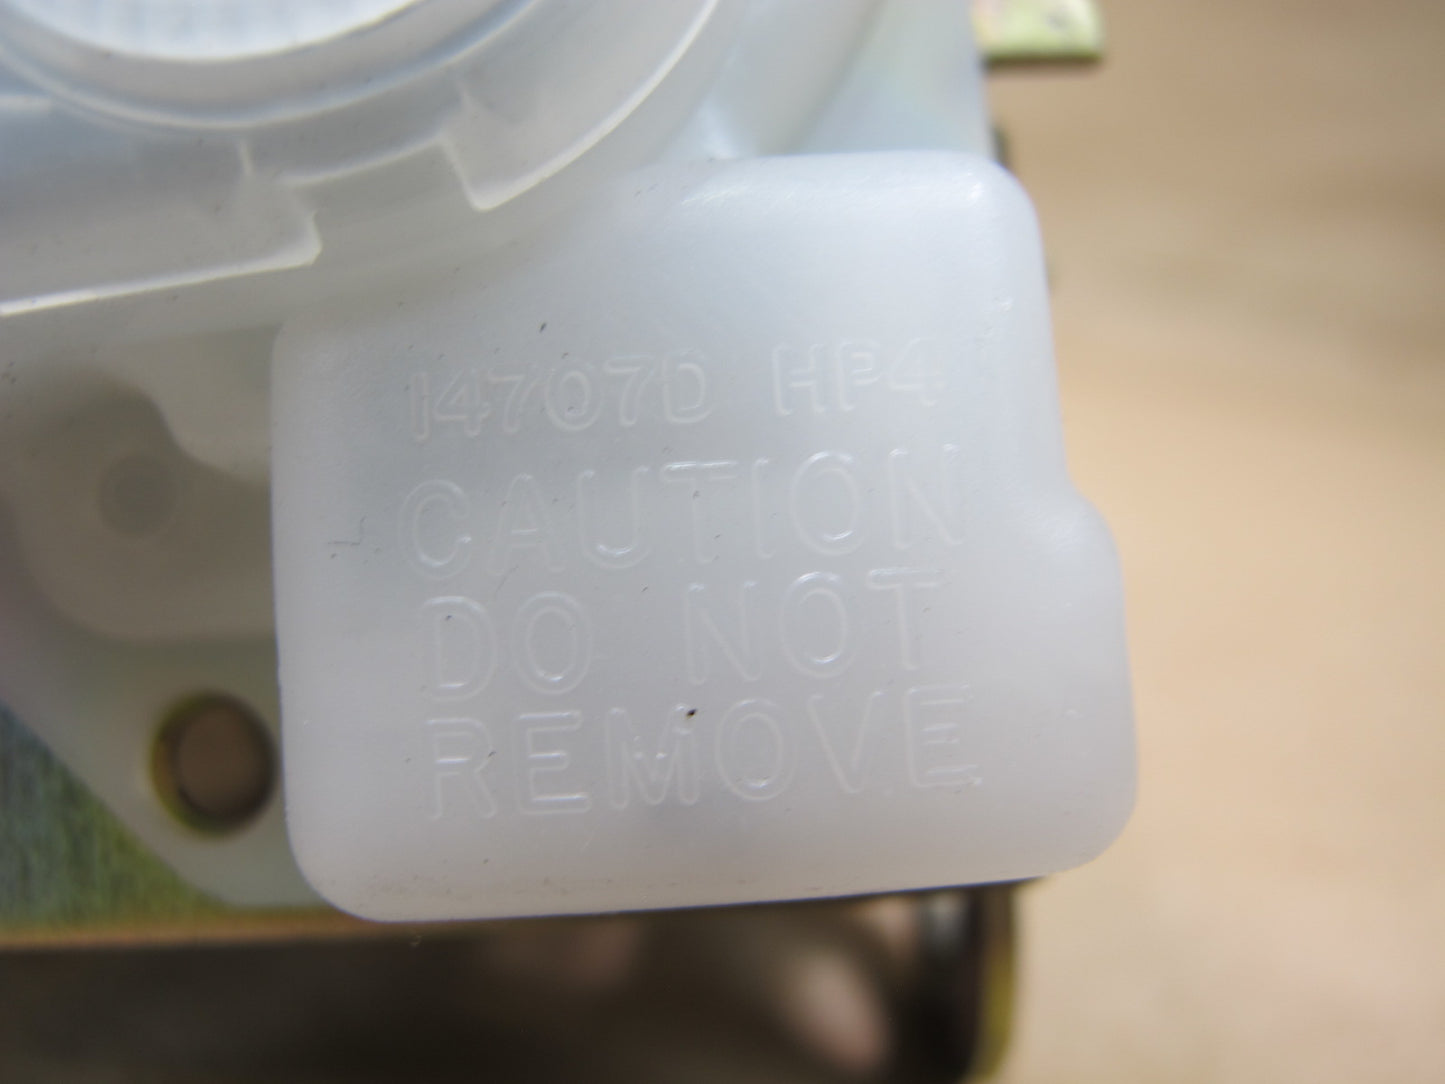 14707D HP4
CAUTION
DO NOT
REMOVE